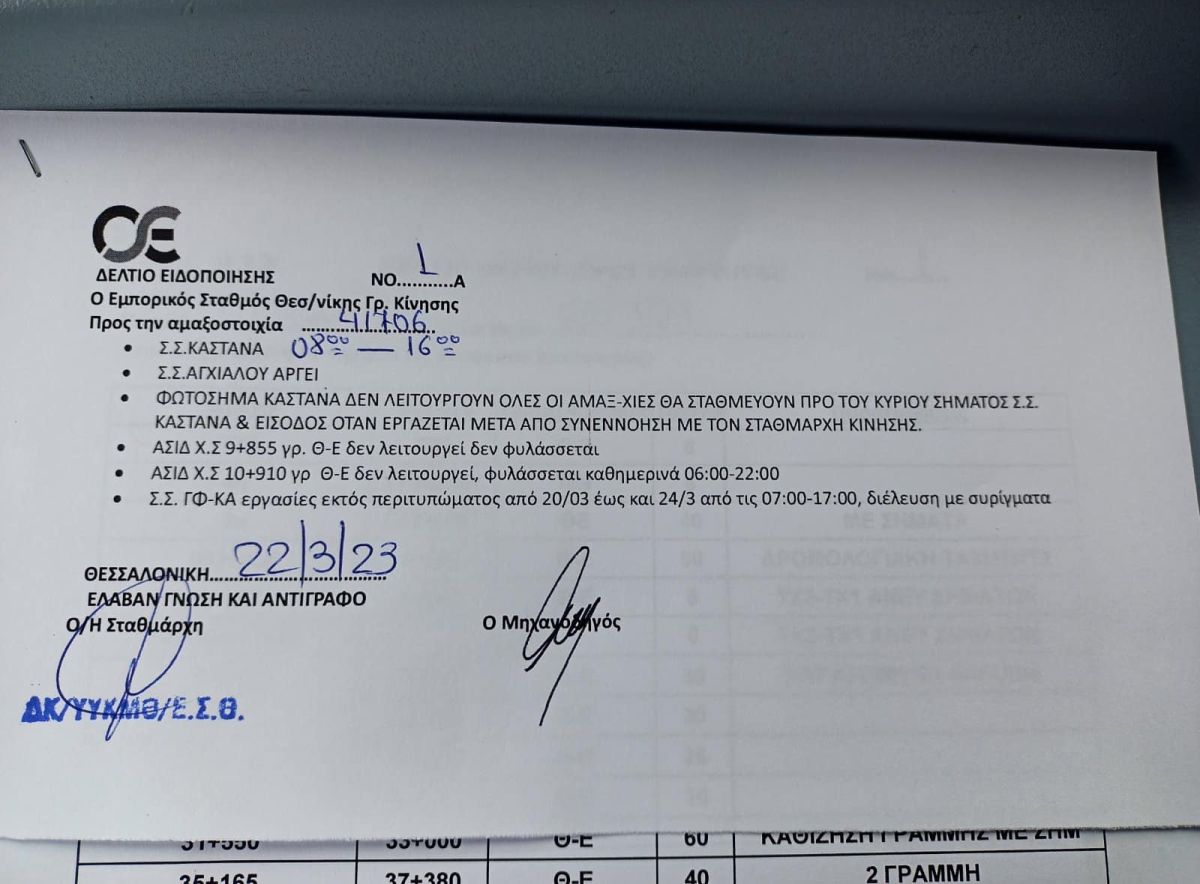 ΟΣΕ
ΔΕΛΤΙΟ ΕΙΔΟΠΟΙΗΣΗΣ ΝΟ....1....Α
Ο Εμπορικός Σταθμός Θεσ/νίκης Γρ. Κίνησης
Προς την αμαξοστοιχία ....41706....
• Σ.Σ.ΚΑΣΤΑΝΑ 08⁰⁰ — 16⁰⁰
• Σ.Σ.ΑΓΧΙΑΛΟΥ ΑΡΓΕΙ
• ΦΩΤΟΣΗΜΑ ΚΑΣΤΑΝΑ ΔΕΝ ΛΕΙΤΟΥΡΓΟΥΝ ΟΛΕΣ ΟΙ ΑΜΑΞ-ΧΙΕΣ ΘΑ ΣΤΑΘΜΕΥΟΥΝ ΠΡΟ ΤΟΥ ΚΥΡΙΟΥ ΣΗΜΑΤΟΣ Σ.Σ.
ΚΑΣΤΑΝΑ & ΕΙΣΟΔΟΣ ΟΤΑΝ ΕΡΓΑΖΕΤΑΙ ΜΕΤΑ ΑΠΟ ΣΥΝΕΝΝΟΗΣΗ ΜΕ ΤΟΝ ΣΤΑΘΜΑΡΧΗ ΚΙΝΗΣΗΣ.
• ΑΣΙΔ Χ.Σ 9+855 γρ. Θ-Ε δεν λειτουργεί δεν φυλάσσεται
• ΑΣΙΔ Χ.Σ 10+910 γρ Θ-Ε δεν λειτουργεί, φυλάσσεται καθημερινά 06:00-22:00
• Σ.Σ. ΓΦ-ΚΑ εργασίες εκτός περιτυπώματος από 20/03 έως και 24/3 από τις 07:00-17:00, διέλευση με συρίγματα
ΘΕΣΣΑΛΟΝΙΚΗ....22/3/23....
ΕΛΑΒΑΝ ΓΝΩΣΗ ΚΑΙ ΑΝΤΙΓΡΑΦΟ
Ο/Η Σταθμάρχη Ο Μηχανοδηγός
ΔΚ/ΥΥΚΜΘ/Ε.Σ.Θ.
31+550 33+000 Θ-Ε 60 ΚΑΘΙΖΗΣΗ ΓΡΑΜΜΗΣ ΜΕ ΣΗΜ
35+165 37+380 Θ-Ε 40 2 ΓΡΑΜΜΗ